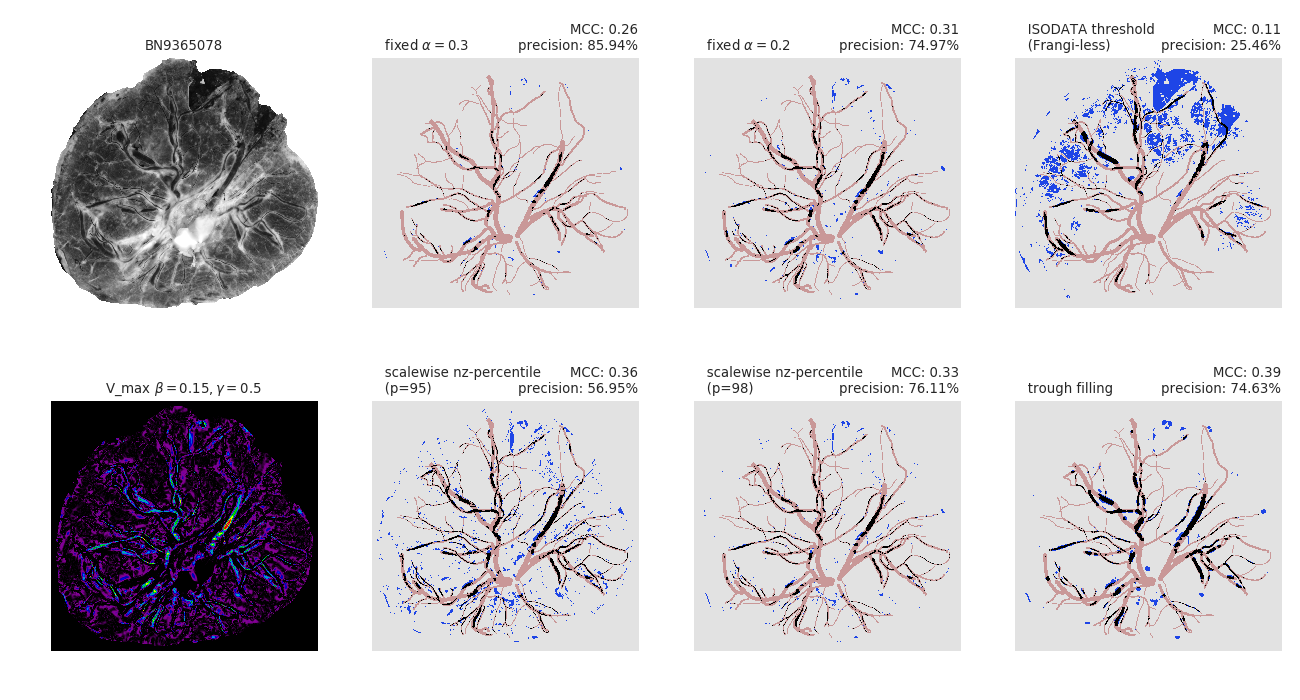 BN9365078
fixed α = 0.3
MCC: 0.26
precision: 85.94%
fixed α = 0.2
MCC: 0.31
precision: 74.97%
ISODATA threshold
(Frangi-less)
MCC: 0.11
precision: 25.46%
V_max β = 0.15, γ = 0.5
scalewise nz-percentile
(p=95)
MCC: 0.36
precision: 56.95%
scalewise nz-percentile
(p=98)
MCC: 0.33
precision: 76.11%
trough filling
MCC: 0.39
precision: 74.63%